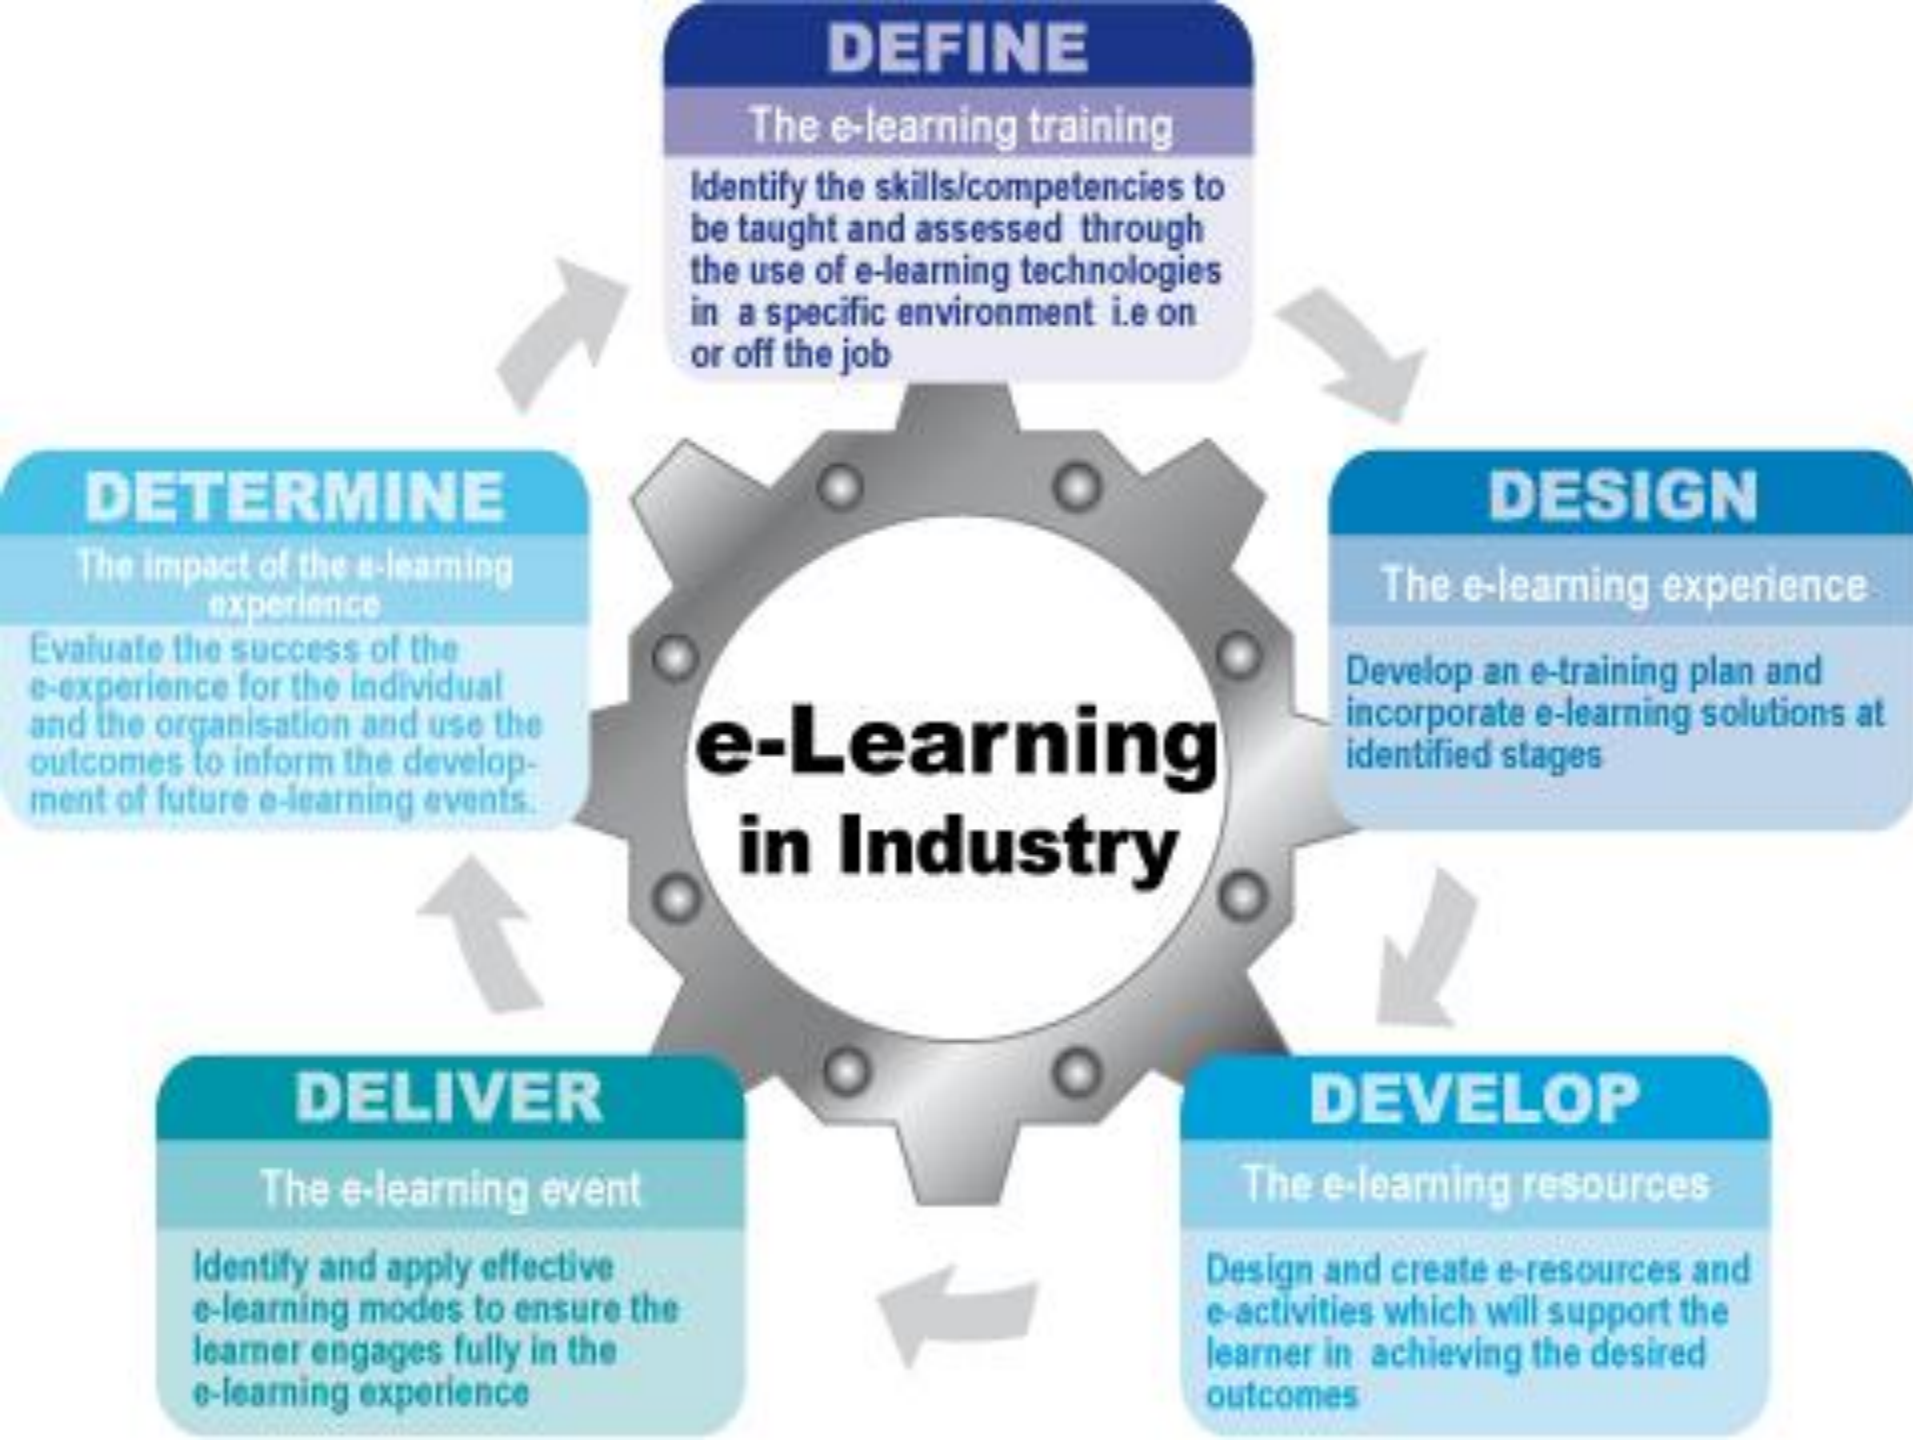 DEFINE
The e-learning training
Identify the skills/competencies to
be taught and assessed through
the use of e-learning technologies
in a specific environment i.e on
or off the job
DESIGN
The e-learning experience
Develop an e-training plan and
incorporate e-learning solutions at
identified stages
DEVELOP
The e-learning resources
Design and create e-resources and
e-activities which will support the
learner in achieving the desired
outcomes
DELIVER
The e-learning event
Identify and apply effective
e-learning modes to ensure the
learner engages fully in the
e-learning experience
DETERMINE
The impact of the e-learning
experience
Evaluate the success of the
e-experience for the individual
and the organisation and use the
outcomes to inform the develop-
ment of future e-learning events.
e-Learning
in Industry